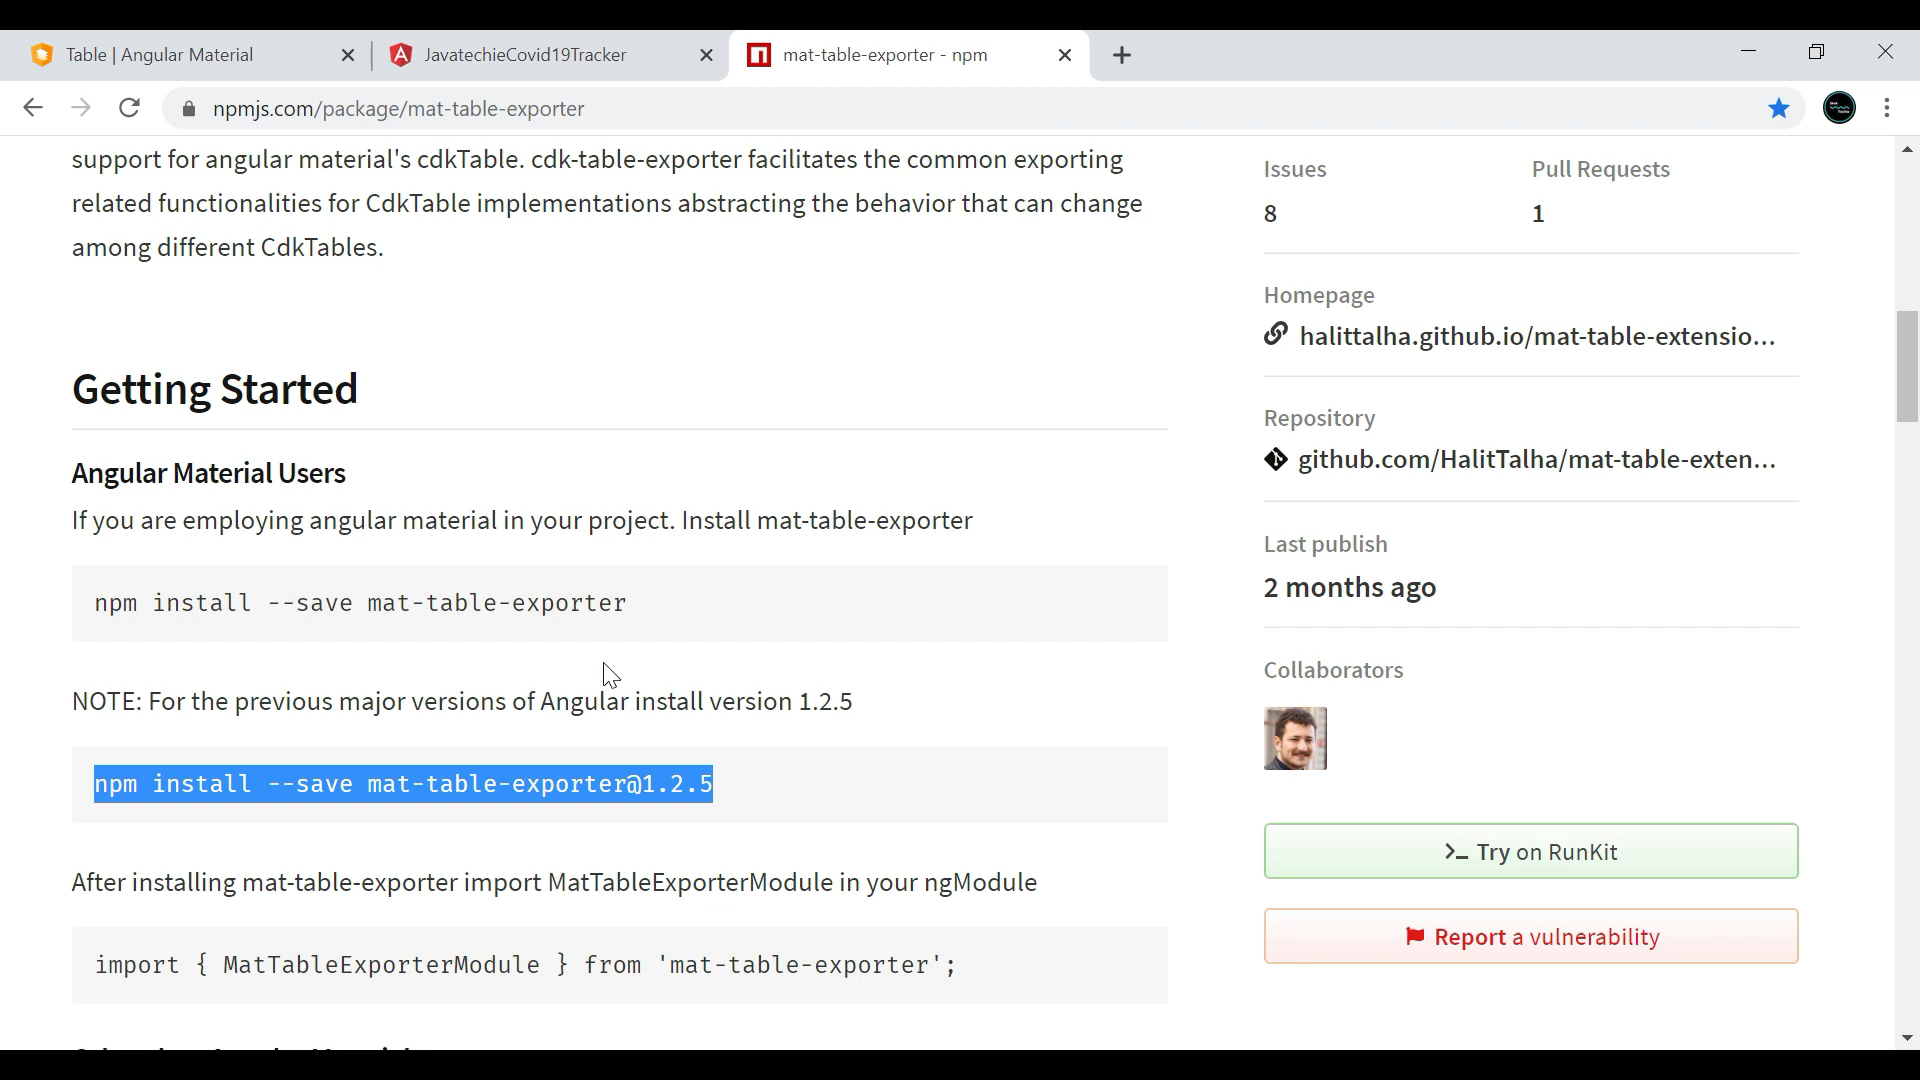 Table | Angular Material
JavatechieCovid19Tracker
mat-table-exporter - npm
npmjs.com/package/mat-table-exporter
support for angular material's cdkTable. cdk-table-exporter facilitates the common exporting
related functionalities for CdkTable implementations abstracting the behavior that can change
among different CdkTables.
Getting Started
Angular Material Users
If you are employing angular material in your project. Install mat-table-exporter
npm install --save mat-table-exporter
NOTE: For the previous major versions of Angular install version 1.2.5
npm install --save mat-table-exporter@1.2.5
After installing mat-table-exporter import MatTableExporterModule in your ngModule
import { MatTableExporterModule } from 'mat-table-exporter';
Issues
Pull Requests
8
1
Homepage
halittalha.github.io/mat-table-extensio...
Repository
github.com/HalitTalha/mat-table-exten...
Last publish
2 months ago
Collaborators
Try on RunKit
Report a vulnerability